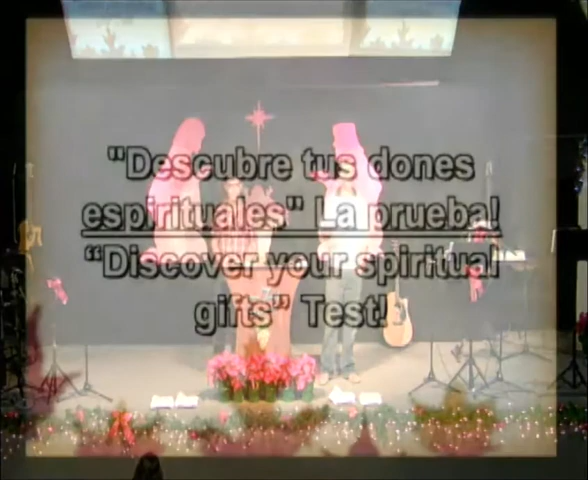 "Descubre tus dones
espirituales" La prueba!
“Discover your spiritual
gifts” Test!